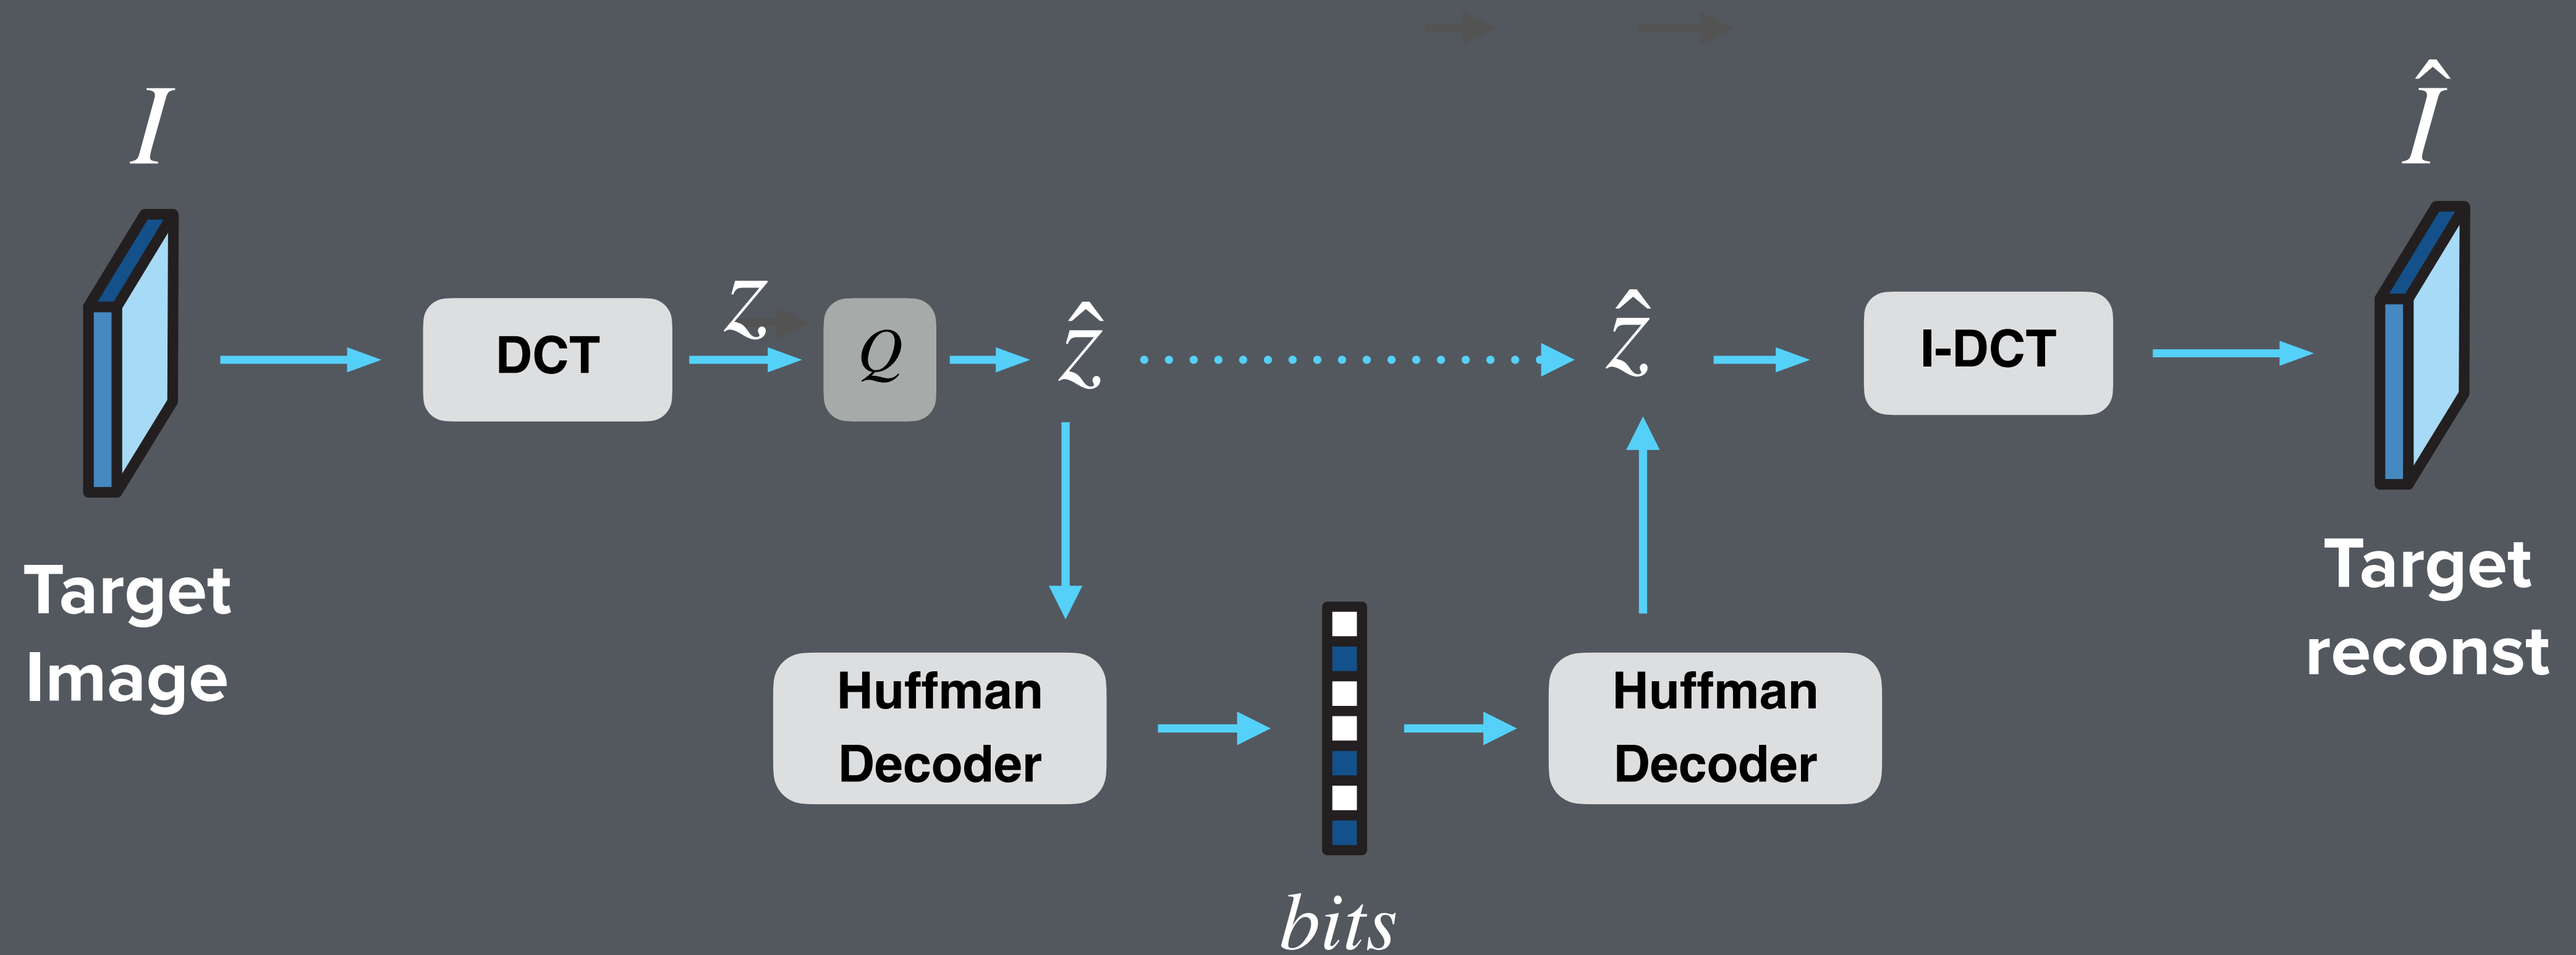 I
Î
z
DCT
Q
ẑ
ẑ
I-DCT
Target
Image
Target
reconst
Huffman
Decoder
Huffman
Decoder
bits